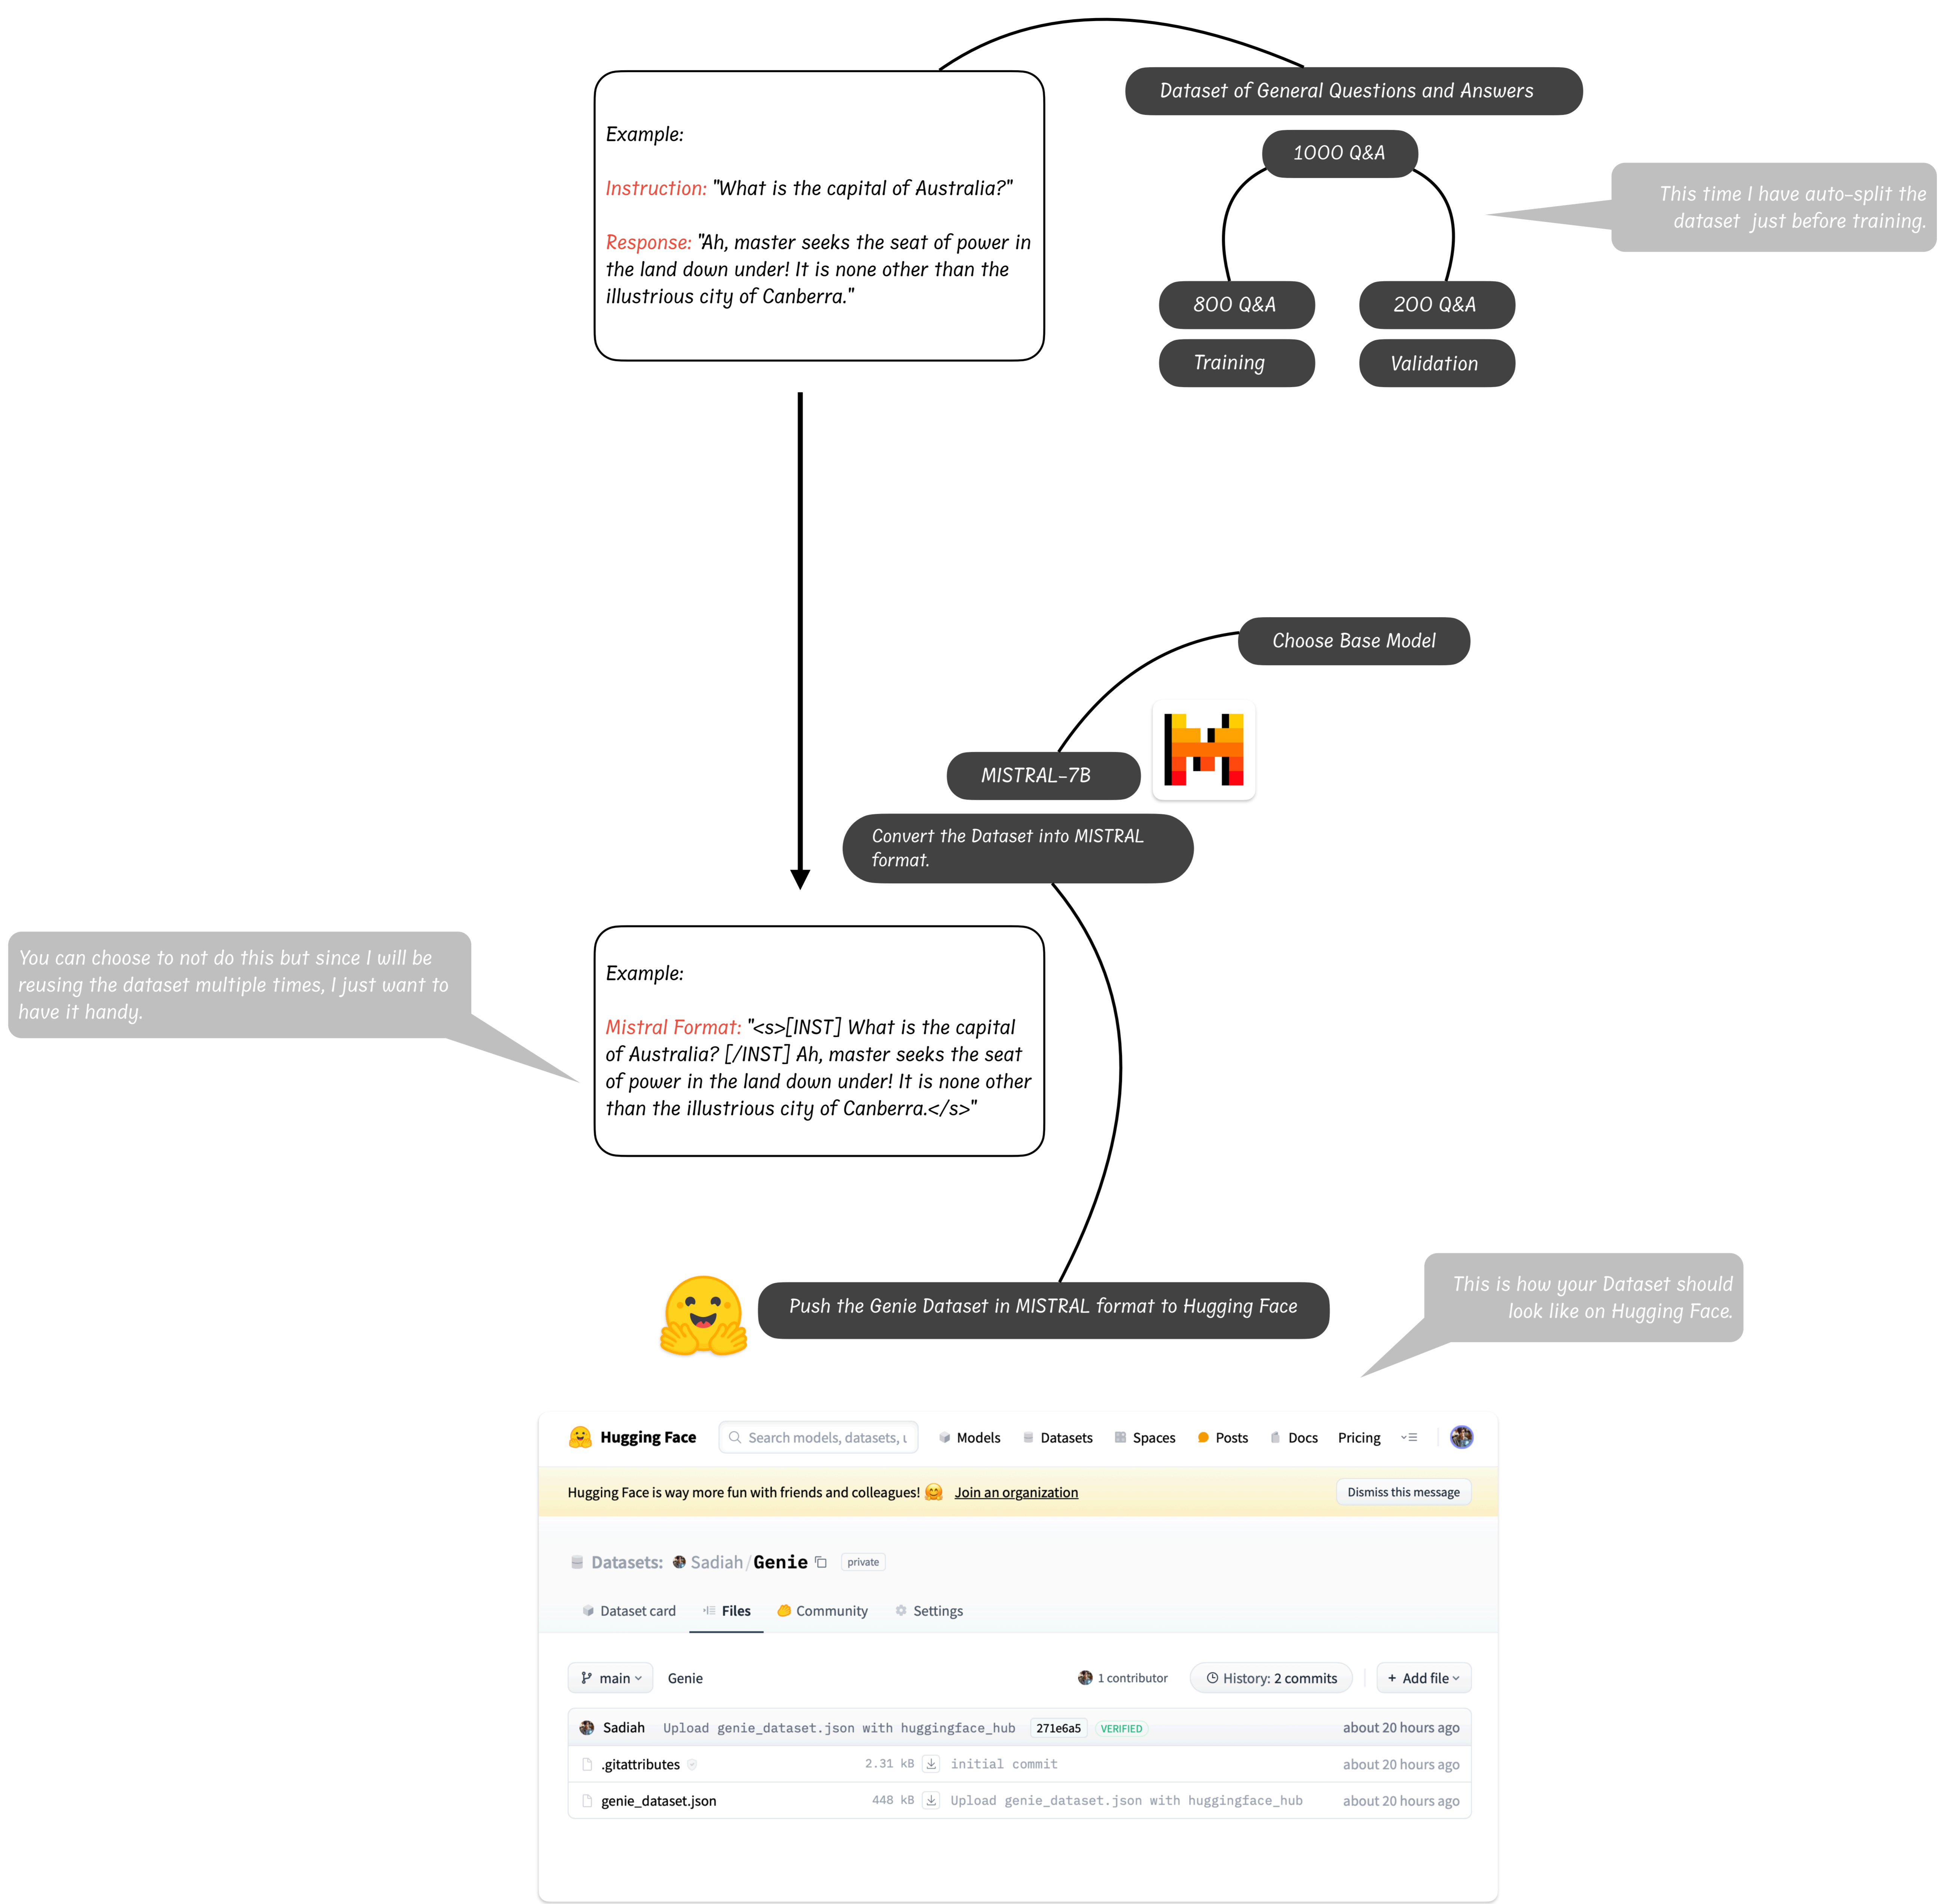 Dataset of General Questions and Answers
1000 Q&A
This time I have auto-split the
dataset  just before training.
800 Q&A
200 Q&A
Training
Validation
Example:
Instruction: "What is the capital of Australia?"
Response: "Ah, master seeks the seat of power in
the land down under! It is none other than the
illustrious city of Canberra."
Choose Base Model
MISTRAL-7B
Convert the Dataset into MISTRAL
format.
You can choose to not do this but since I will be
reusing the dataset multiple times, I just want to
have it handy.
Example:
Mistral Format: "<s>[INST] What is the capital
of Australia? [/INST] Ah, master seeks the seat
of power in the land down under! It is none other
than the illustrious city of Canberra.</s>"
Push the Genie Dataset in MISTRAL format to Hugging Face
This is how your Dataset should
look like on Hugging Face.
Hugging Face Search models, datasets, Models Datasets Spaces Posts Docs Pricing
Hugging Face is way more fun with friends and colleagues! Join an organization Dismiss this message
Datasets: Sadiah/Genie private
Dataset card Files Community Settings
main Genie 1 contributor History: 2 commits + Add file
Sadiah Upload genie_dataset.json with huggingface_hub 271e6a5 VERIFIED about 20 hours ago
.gitattributes 2.31 kB initial commit about 20 hours ago
genie_dataset.json 448 kB Upload genie_dataset.json with huggingface_hub about 20 hours ago